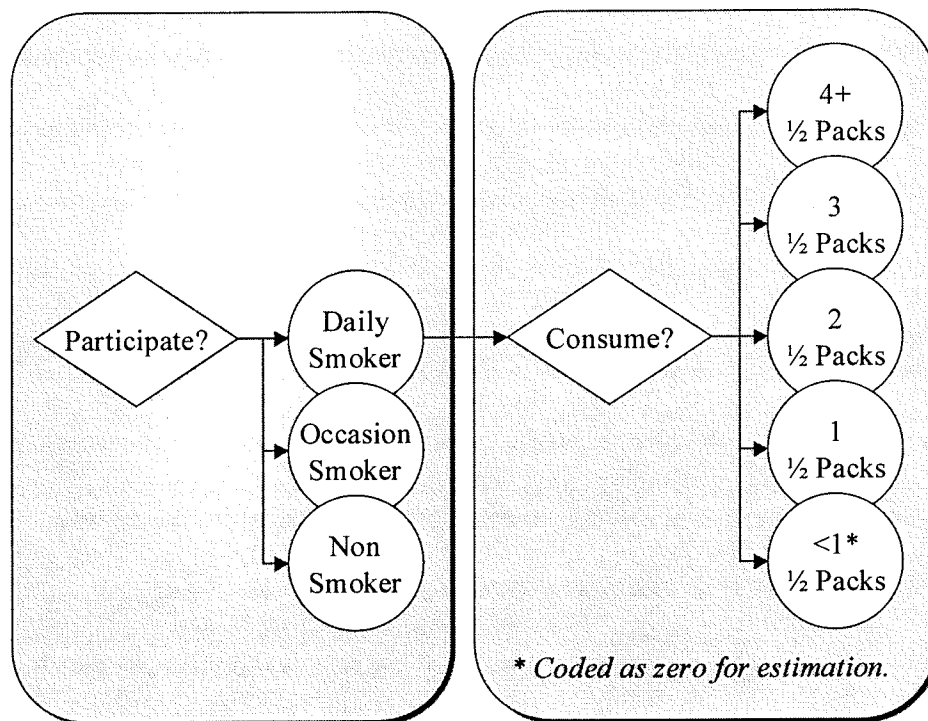 Participate?
Daily
Smoker
Occasion
Smoker
Non
Smoker
Consume?
4+
½ Packs
3
½ Packs
2
½ Packs
1
½ Packs
<1*
½ Packs
* Coded as zero for estimation.